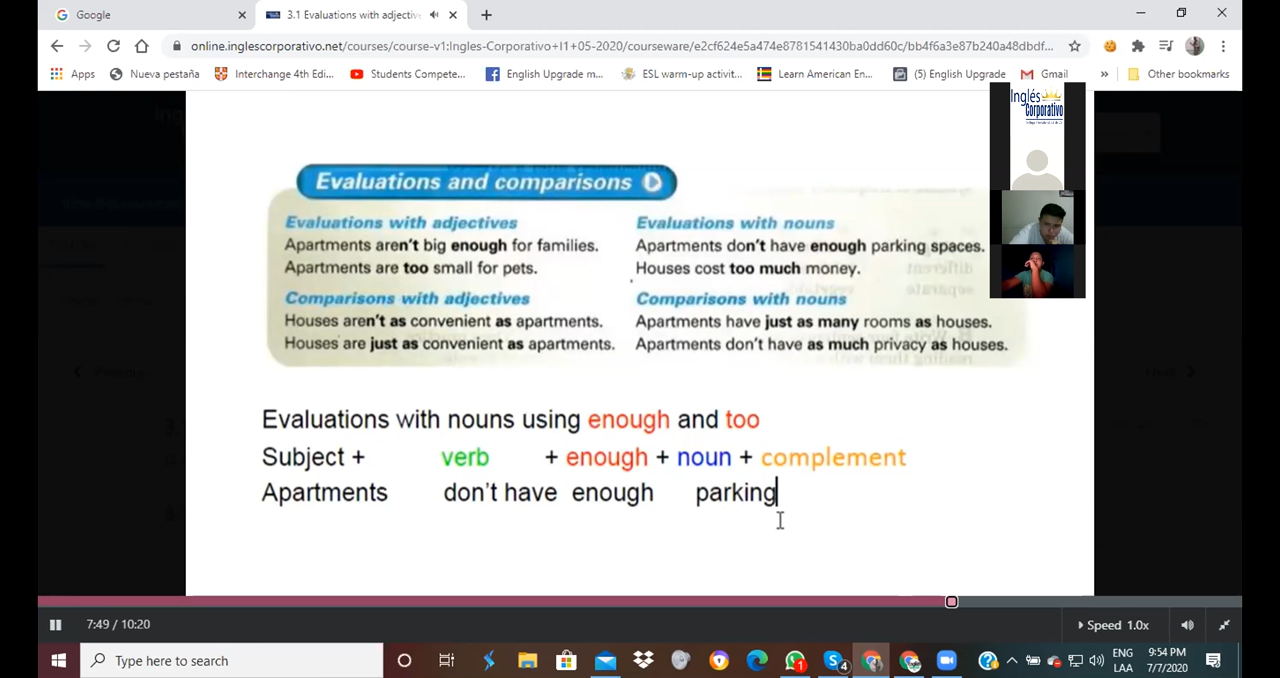 Google
3.1 Evaluations with adjectiv
online.inglescorporativo.net/courses/course-v1:Ingles-Corporativo+I1+05-2020/courseware/e2cf624e5a474e8781541430ba0dd60c/bb4f6a3e87b240a48dbdf...
Apps Nueva pestaña Interchange 4th Edi... Students Compete... English Upgrade m... ESL warm-up activit... Learn American En... (5) English Upgrade Gmail » Other bookmarks
Inglés
Corporativo
Evaluations and comparisons
Evaluations with adjectives
Apartments aren't big enough for families.
Apartments are too small for pets.
Comparisons with adjectives
Houses aren't as convenient as apartments.
Houses are just as convenient as apartments.
Evaluations with nouns
Apartments don't have enough parking spaces.
Houses cost too much money.
Comparisons with nouns
Apartments have just as many rooms as houses.
Apartments don't have as much privacy as houses.
Evaluations with nouns using enough and too
Subject + verb + enough + noun + complement
Apartments don't have enough parking
7:49 / 10:20
Speed 1.0x
Type here to search
1
4
ENG
LAA
9:54 PM
7/7/2020